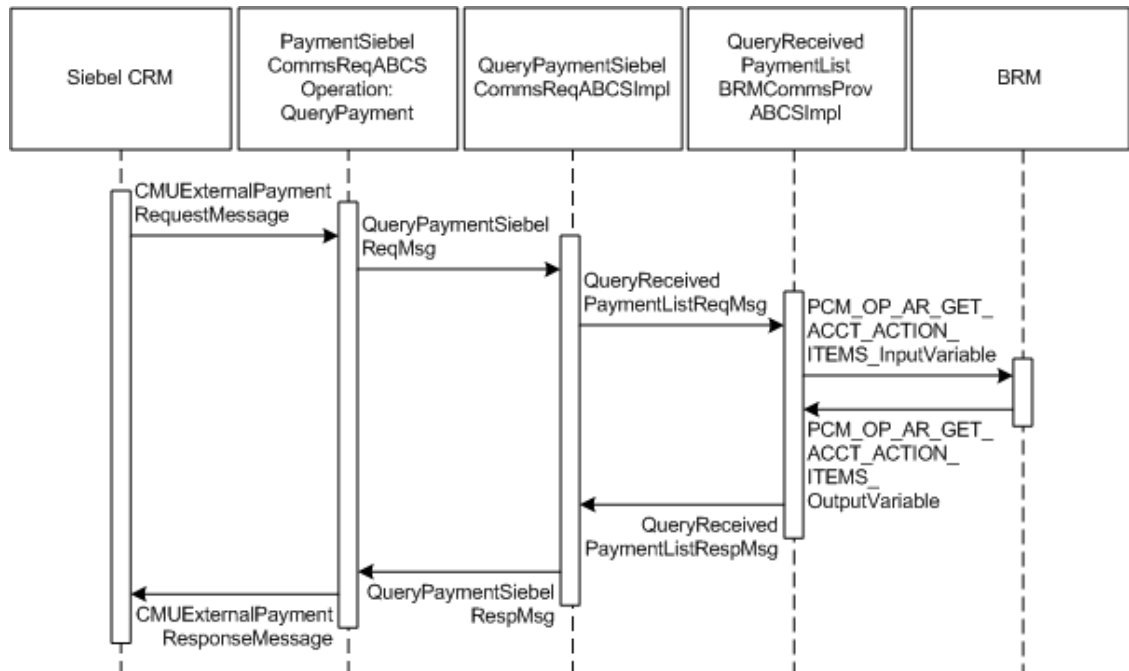 Siebel CRM
PaymentSiebel
CommsReqABCS
Operation:
QueryPayment
QueryPaymentSiebel
CommsReqABCSImpl
QueryReceived
PaymentList
BRMCommsProv
ABCSImpl
BRM
CMUExternalPayment
RequestMessage
QueryPaymentSiebel
ReqMsg
QueryReceived
PaymentListReqMsg
PCM_OP_AR_GET_
ACCT_ACTION_
ITEMS_InputVariable
PCM_OP_AR_GET_
ACCT_ACTION_
ITEMS_
OutputVariable
QueryReceived
PaymentListRespMsg
QueryPaymentSiebel
RespMsg
CMUExternalPayment
ResponseMessage